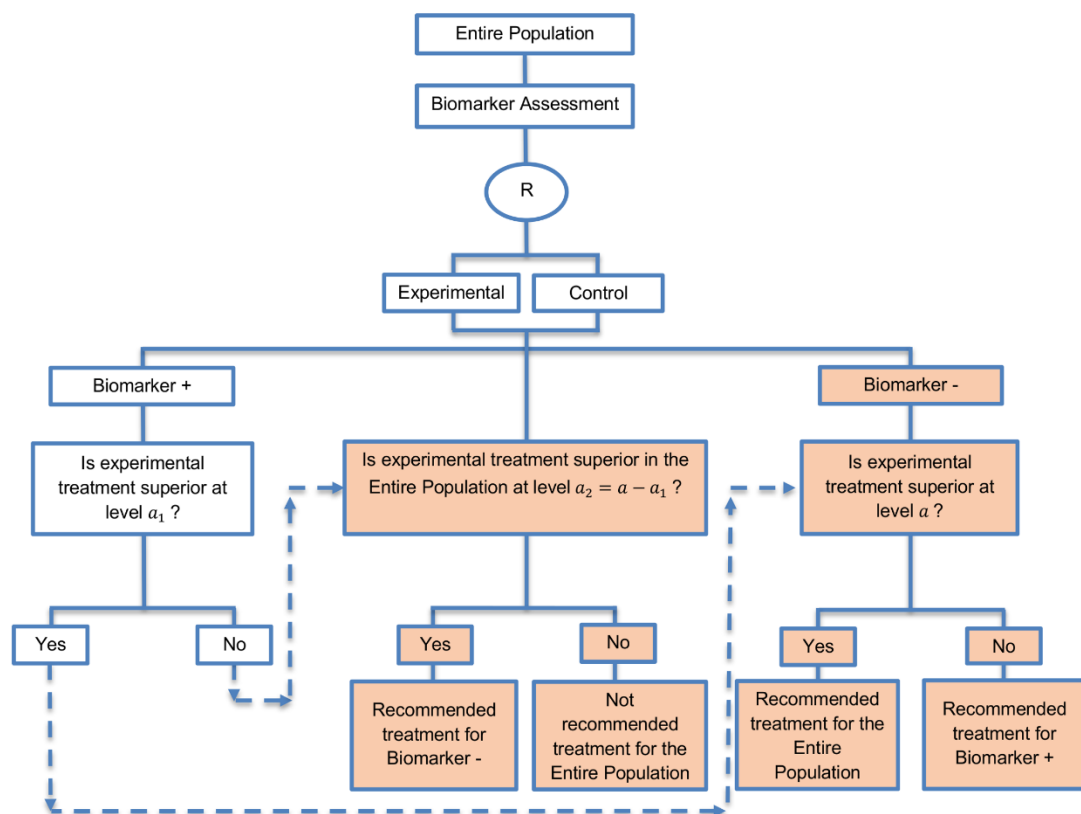 Entire Population
Biomarker Assessment
R
Experimental
Control
Biomarker +
Biomarker -
Is experimental
treatment superior at
level a₁ ?
Is experimental treatment superior in the
Entire Population at level a₂ = a − a₁ ?
Is experimental
treatment superior at
level a ?
Yes
No
Yes
No
Yes
No
Recommended
treatment for
Biomarker -
Not
recommended
treatment for the
Entire Population
Recommended
treatment for the
Entire
Population
Recommended
treatment for
Biomarker +